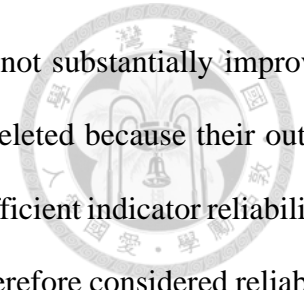 not substantially improv
eleted because their out
fficient indicator reliabili
erefore considered reliab